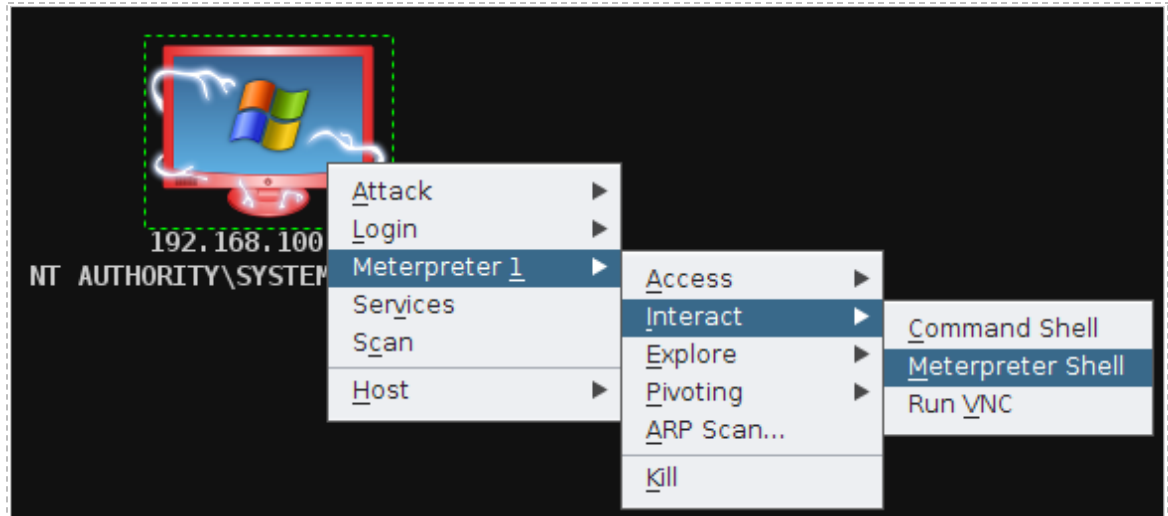 192.168.100
NT AUTHORITY\SYSTEM
Attack
Login
Meterpreter 1
Services
Scan
Host
Access
Interact
Explore
Pivoting
ARP Scan...
Kill
Command Shell
Meterpreter Shell
Run VNC